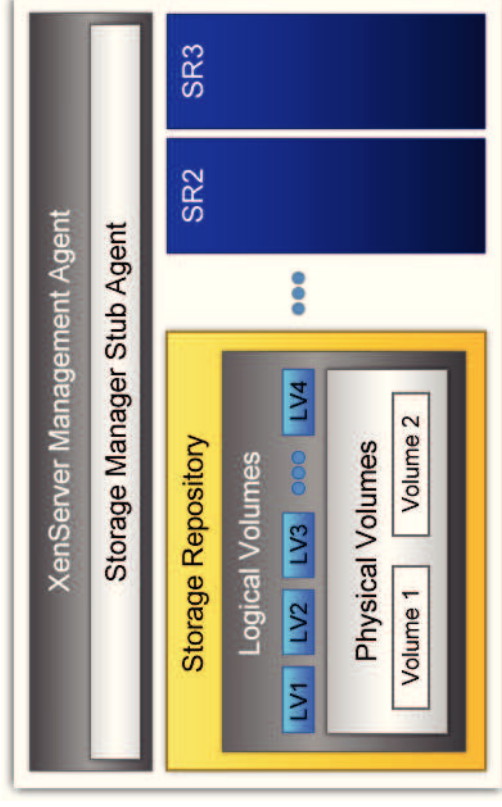 XenServer Management Agent
Storage Manager Stub Agent
Storage Repository
Logical Volumes
LV1 LV2 LV3 LV4
Physical Volumes
Volume 1 Volume 2
SR2 SR3